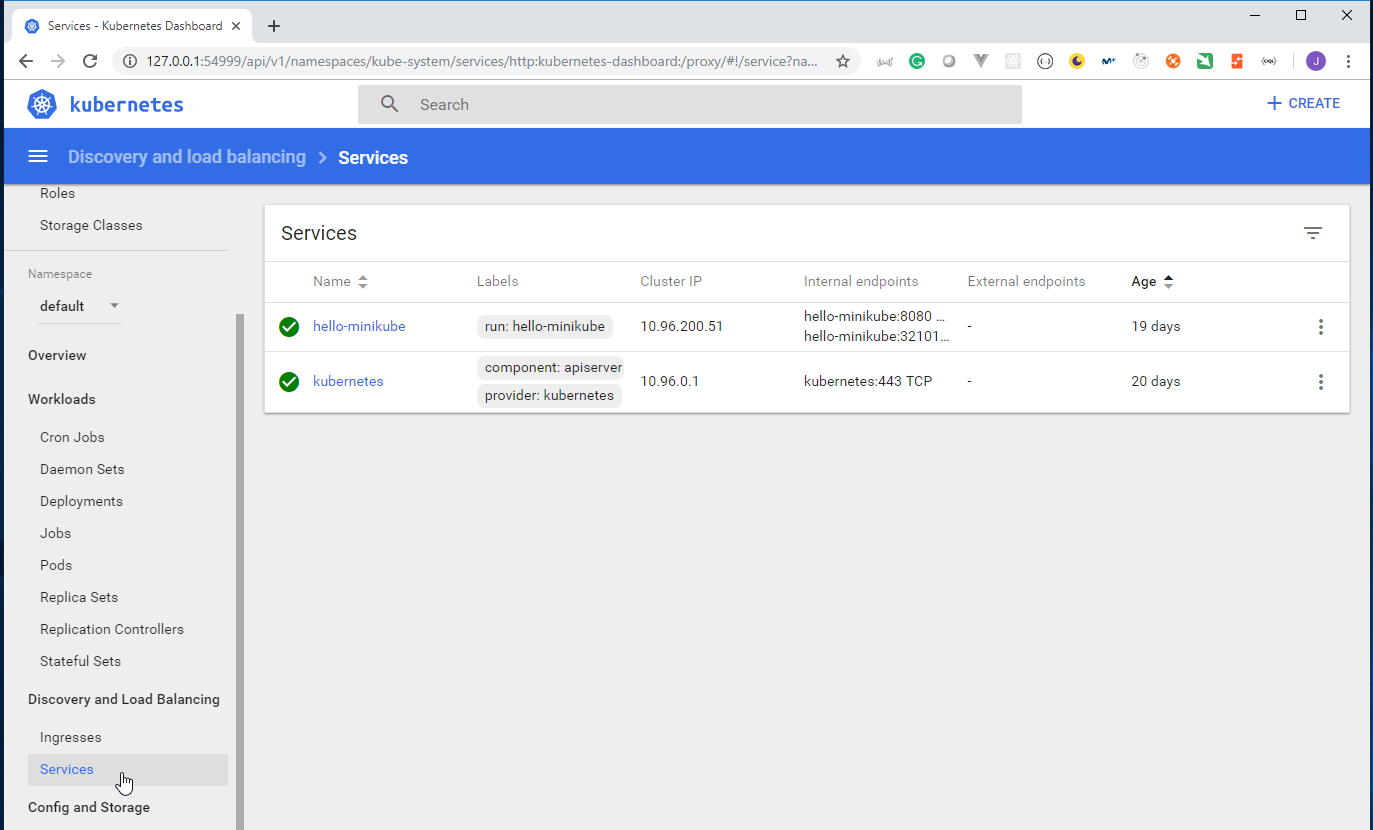 Services - Kubernetes Dashboard
127.0.0.1:54999/api/v1/namespaces/kube-system/services/http:kubernetes-dashboard:/proxy/#!/service?na...
J
kubernetes
Search
CREATE
Discovery and load balancing
Services
Roles
Storage Classes
Namespace
default
Overview
Workloads
Cron Jobs
Daemon Sets
Deployments
Jobs
Pods
Replica Sets
Replication Controllers
Stateful Sets
Discovery and Load Balancing
Ingresses
Services
Config and Storage
Services
Name Labels Cluster IP Internal endpoints External endpoints Age
hello-minikube run: hello-minikube 10.96.200.51 hello-minikube:8080 ... - 19 days
hello-minikube:32101...
kubernetes component: apiserver 10.96.0.1 kubernetes:443 TCP - 20 days
provider: kubernetes